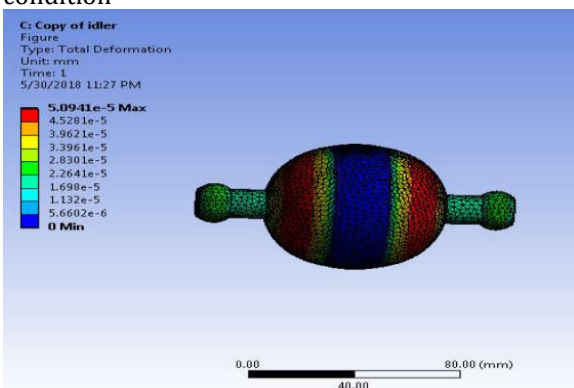 condition
C: Copy of idler
Figure
Type: Total Deformation
Unit: mm
Time: 1
5/30/2018 11:27 PM
5.0941e-5 Max
4.5281e-5
3.9621e-5
3.3961e-5
2.8301e-5
2.2641e-5
1.698e-5
1.132e-5
5.6602e-6
0 Min
0.00 80.00 (mm)
40.00